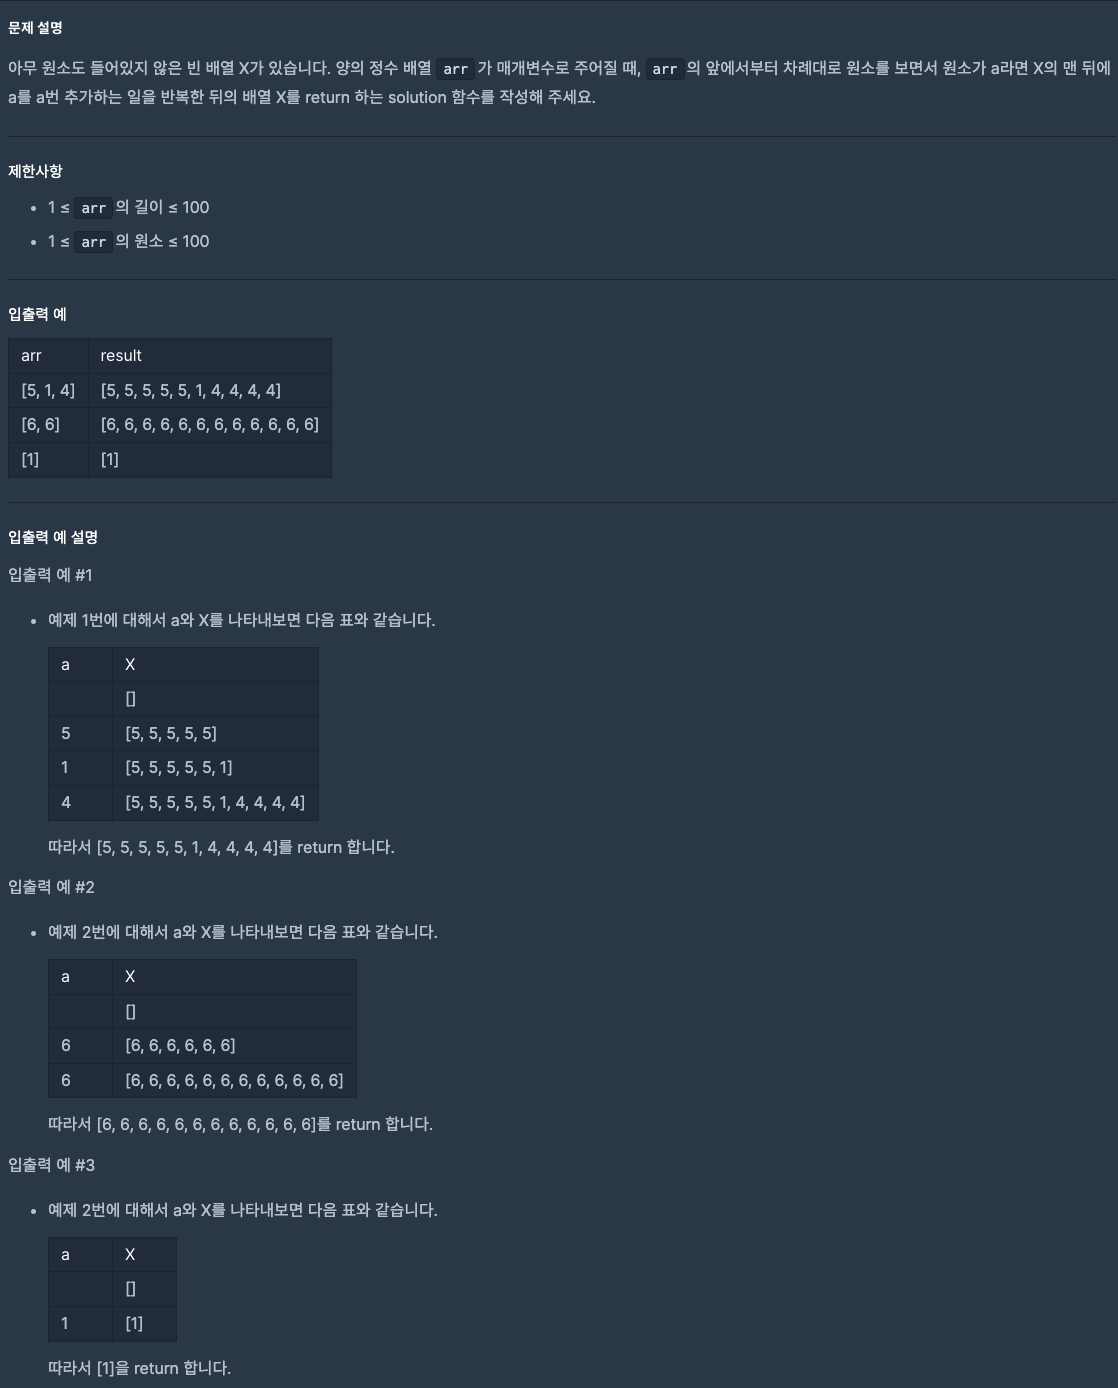 문제 설명
아무 원소도 들어있지 않은 빈 배열 X가 있습니다. 양의 정수 배열 arr 가 매개변수로 주어질 때, arr 의 앞에서부터 차례대로 원소를 보면서 원소가 a라면 X의 맨 뒤에
a를 a번 추가하는 일을 반복한 뒤의 배열 X를 return 하는 solution 함수를 작성해 주세요.
제한사항
• 1 ≤ arr 의 길이 ≤ 100
• 1 ≤ arr 의 원소 ≤ 100
입출력 예
arr result
[5, 1, 4] [5, 5, 5, 5, 5, 1, 4, 4, 4, 4]
[6, 6] [6, 6, 6, 6, 6, 6, 6, 6, 6, 6, 6, 6]
[1] [1]
입출력 예 설명
입출력 예 #1
• 예제 1번에 대해서 a와 X를 나타내보면 다음 표와 같습니다.
a X
[]
5 [5, 5, 5, 5, 5]
1 [5, 5, 5, 5, 5, 1]
4 [5, 5, 5, 5, 5, 1, 4, 4, 4, 4]
따라서 [5, 5, 5, 5, 5, 1, 4, 4, 4, 4]를 return 합니다.
입출력 예 #2
• 예제 2번에 대해서 a와 X를 나타내보면 다음 표와 같습니다.
a X
[]
6 [6, 6, 6, 6, 6, 6]
6 [6, 6, 6, 6, 6, 6, 6, 6, 6, 6, 6, 6]
따라서 [6, 6, 6, 6, 6, 6, 6, 6, 6, 6, 6, 6]를 return 합니다.
입출력 예 #3
• 예제 2번에 대해서 a와 X를 나타내보면 다음 표와 같습니다.
a X
[]
1 [1]
따라서 [1]을 return 합니다.